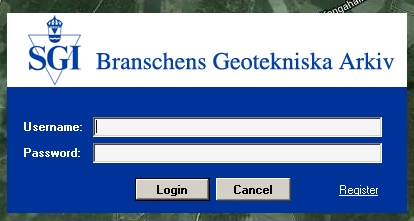 SGI Branschens Geotekniska Arkiv
Username:
Password:
Login Cancel Register